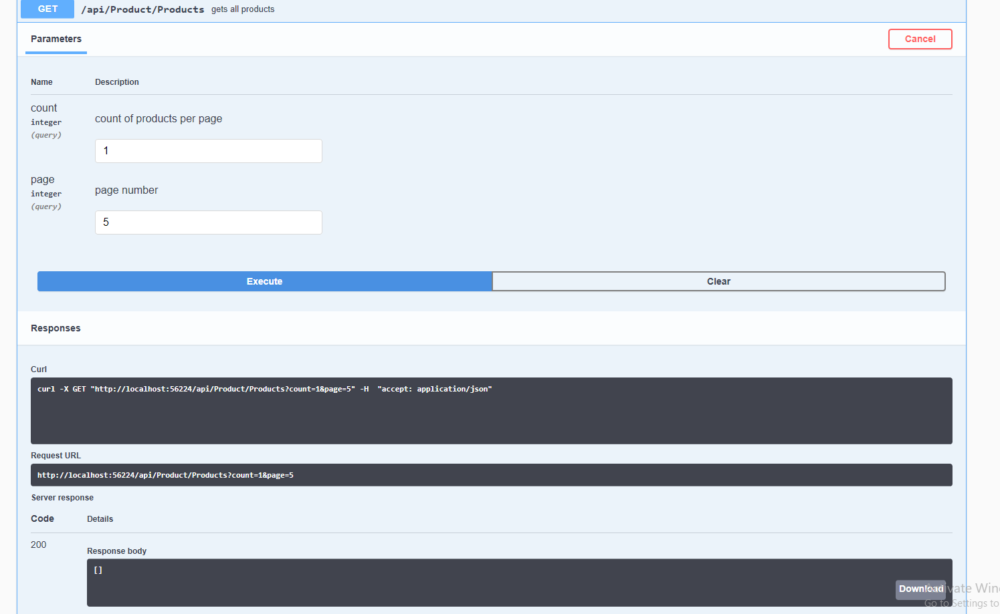 GET /api/Product/Products gets all products
Parameters
Cancel
Name Description
count
integer
(query)
count of products per page
1
page
integer
(query)
page number
5
Execute Clear
Responses
Curl
curl -X GET "http://localhost:56224/api/Product/Products?count=1&page=5" -H  "accept: application/json"
Request URL
http://localhost:56224/api/Product/Products?count=1&page=5
Server response
Code Details
200
Response body
[]
Download
Activate Win
Go to Settings to